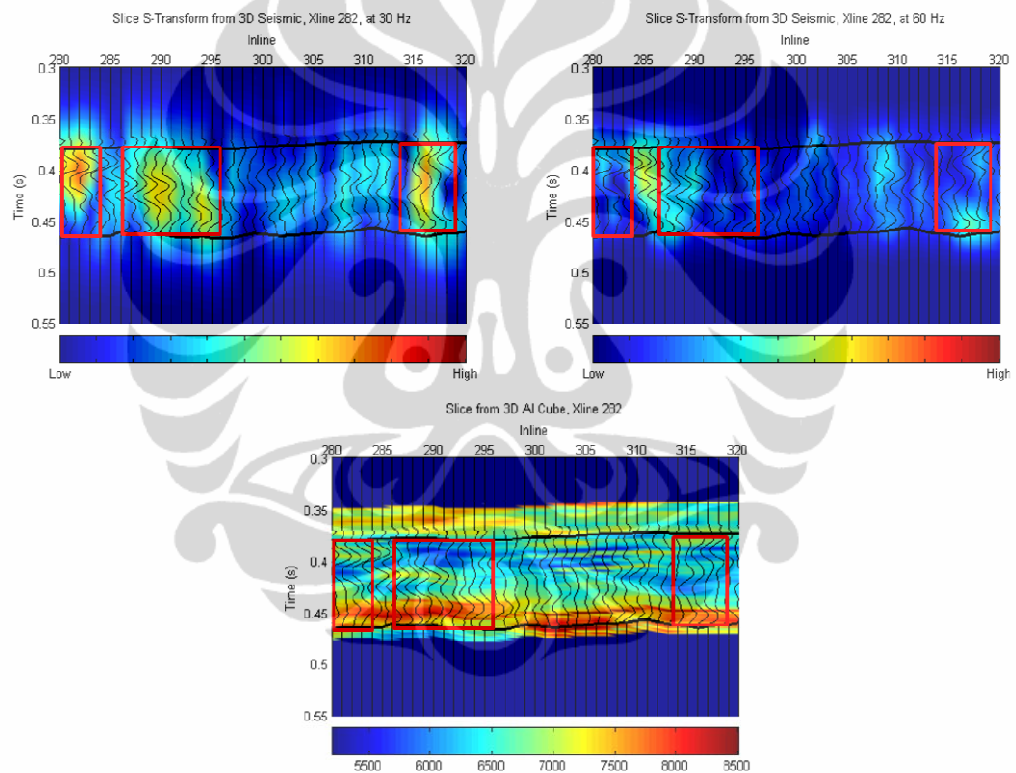 Slice S-Transform from 3D Seismic, Xline 282, at 30 Hz
Inline
280 285 290 295 300 305 310 315 320
0.3
0.35
0.4
0.45
0.5
0.55
Time (s)
Low High
Slice S-Transform from 3D Seismic, Xline 282, at 60 Hz
Inline
280 285 290 295 300 305 310 315 320
0.3
0.35
0.4
0.45
0.5
0.55
Time (s)
Low High
Slice from 3D AI Cube, Xline 282
Inline
280 285 290 295 300 305 310 315 320
0.3
0.35
0.4
0.45
0.5
0.55
Time (s)
5500 6000 6500 7000 7500 8000 8500